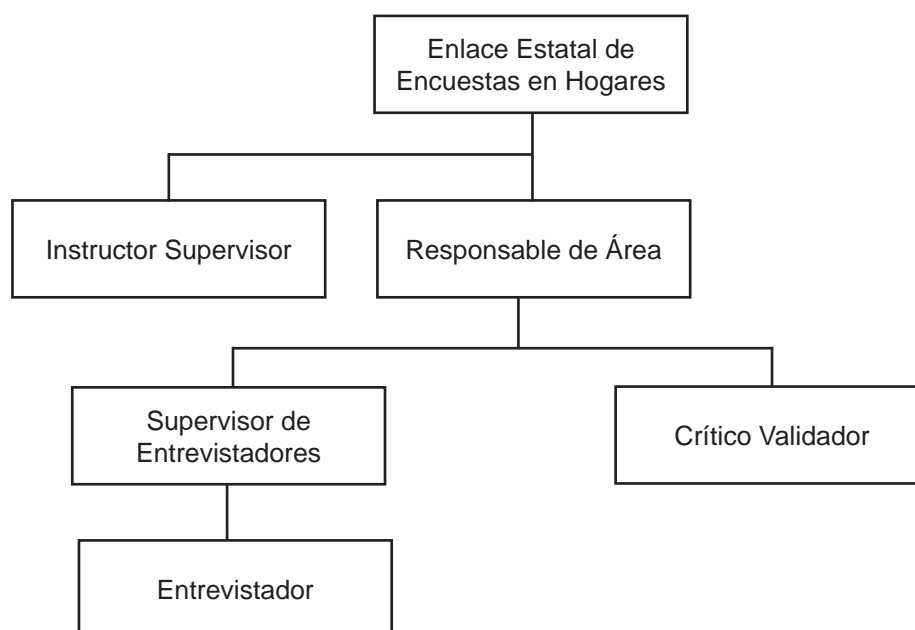 Enlace Estatal de
Encuestas en Hogares
Instructor Supervisor
Responsable de Área
Supervisor de
Entrevistadores
Crítico Validador
Entrevistador